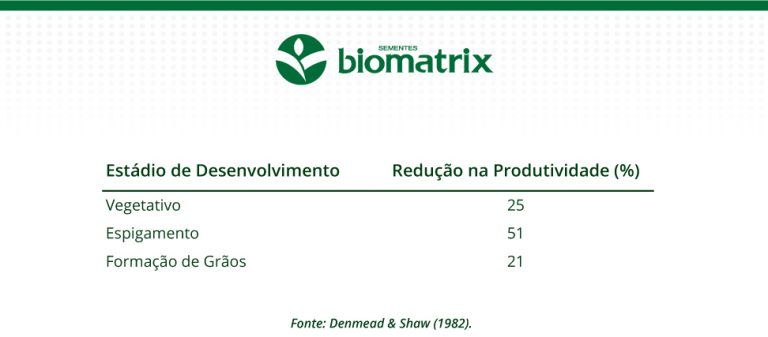 SEMENTES
biomatrix
Estádio de Desenvolvimento Redução na Produtividade (%)
Vegetativo 25
Espigamento 51
Formação de Grãos 21
Fonte: Denmead & Shaw (1982).